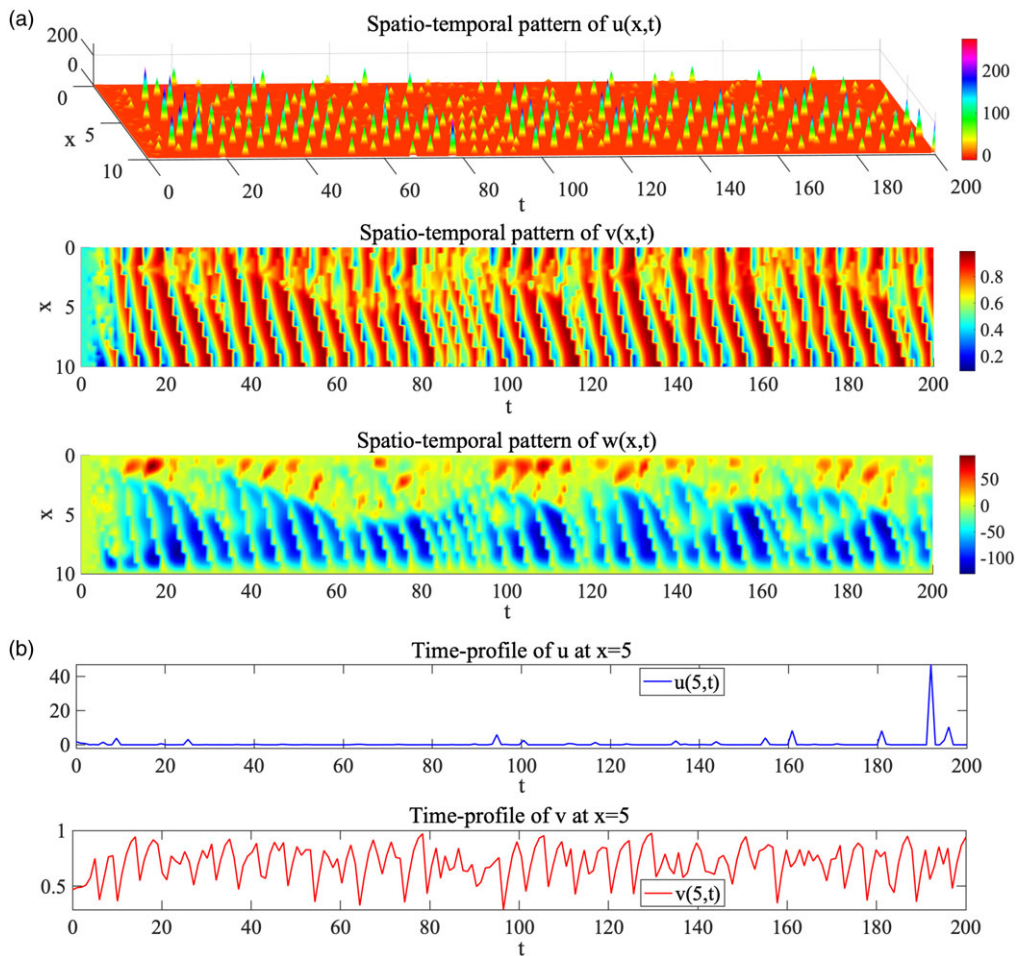 (a)
Spatio-temporal pattern of u(x,t)
200
0
0
x 5
10
0 20 40 60 80 100 120 140 160 180 200
t
200
100
0
Spatio-temporal pattern of v(x,t)
0
5
10
x
0 20 40 60 80 100 120 140 160 180 200
t
0.8
0.6
0.4
0.2
Spatio-temporal pattern of w(x,t)
0
5
10
x
0 20 40 60 80 100 120 140 160 180 200
t
50
0
-50
-100
(b)
Time-profile of u at x=5
40
20
0
u(5,t)
0 20 40 60 80 100 120 140 160 180 200
t
Time-profile of v at x=5
1
0.5
v(5,t)
0 20 40 60 80 100 120 140 160 180 200
t